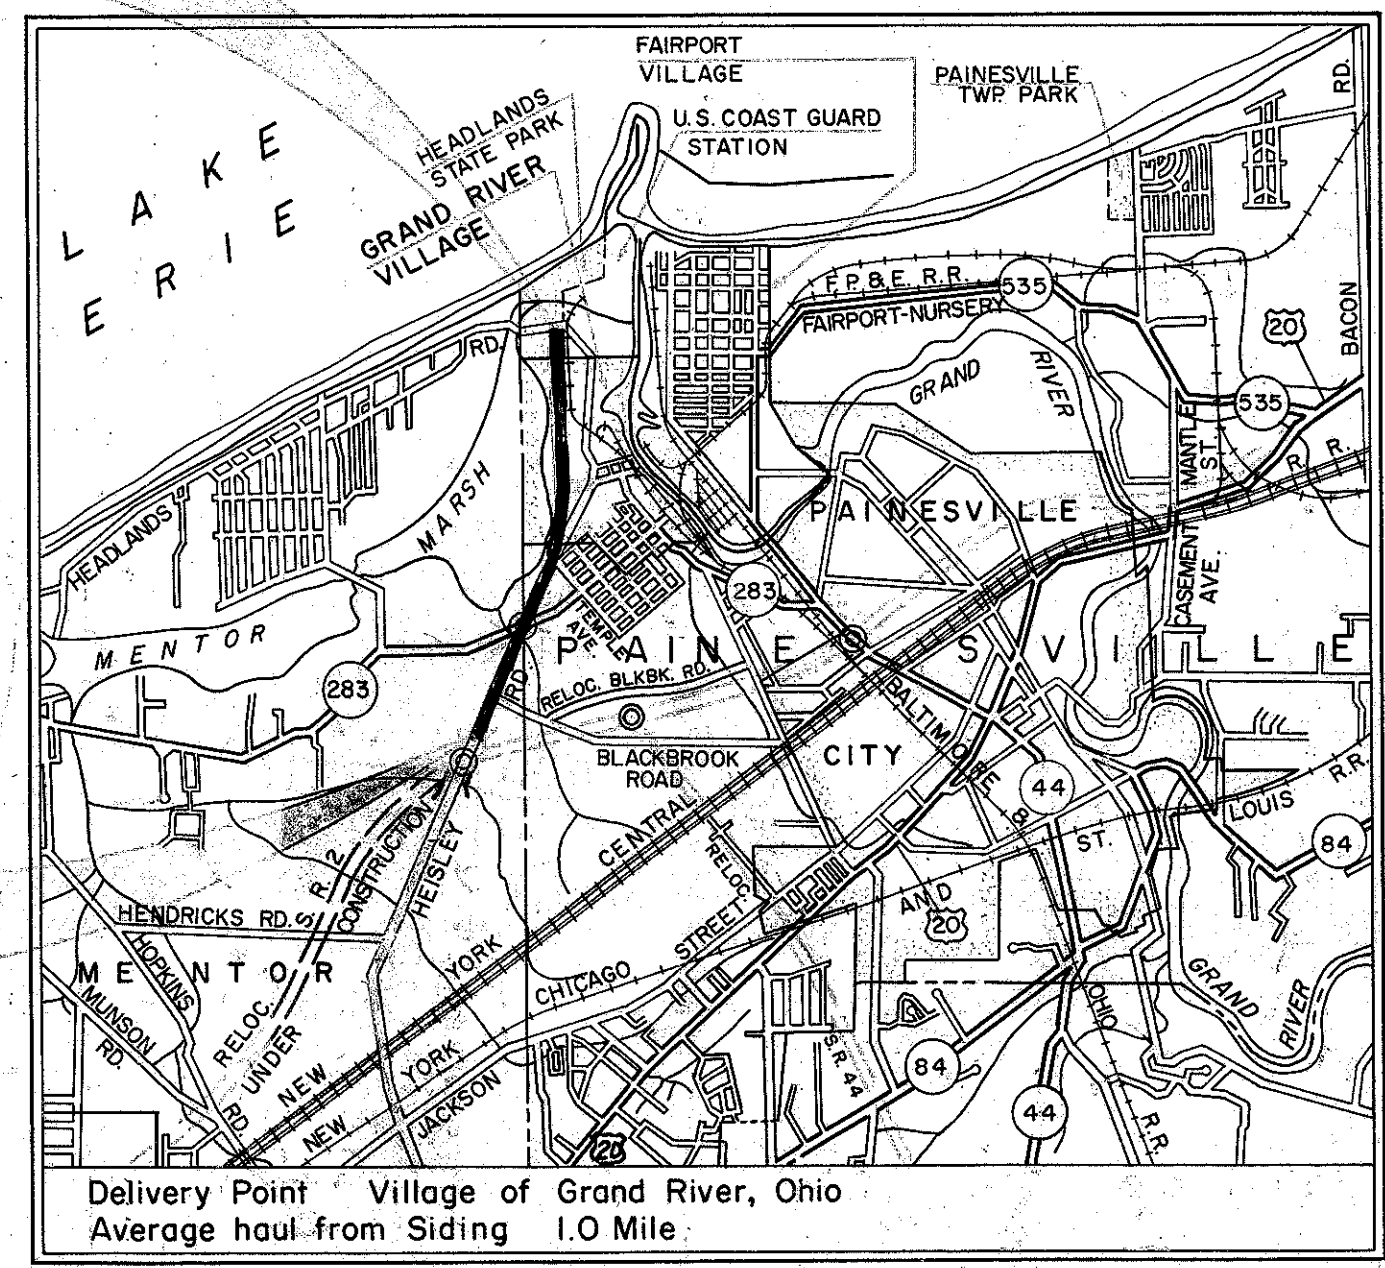 FAIRPORT
VILLAGE
PAINESVILLE
TWP. PARK
RD.
HEADLANDS
STATE PARK
U.S. COAST GUARD
STATION
LAKE
ERIE
GRAND RIVER
VILLAGE
F. P. & E. R.R.
535
FAIRPORT-NURSERY
20
BACON
RD.
GRAND
RIVER
535
MANTLE
ST.
R. R.
MARSH
HEADLANDS
PAINESVILLE
CASEMENT
AVE.
283
TEMPLE
AVE.
MENTOR
PAINESVILLE
283
RD.
RELOC. BLKBK. RD.
BALTIMORE
&
CITY
BLACKBROOK
ROAD
44
R.R.
LOUIS
ST.
84
CENTRAL
S. R. 2
CONSTRUCTION
HEISLEY
RELOC.
AND
20
HENDRICKS RD.
HOPKINS
STREET
MENTOR
YORK
CHICAGO
GRAND
RIVER
MUNSON
RD.
RELOC.
UNDER
OHIO
NEW
YORK
S.R. 44
84
JACKSON
44
RD.
NEW
R.R.
20
Delivery Point Village of Grand River, Ohio
Average haul from Siding 1.0 Mile